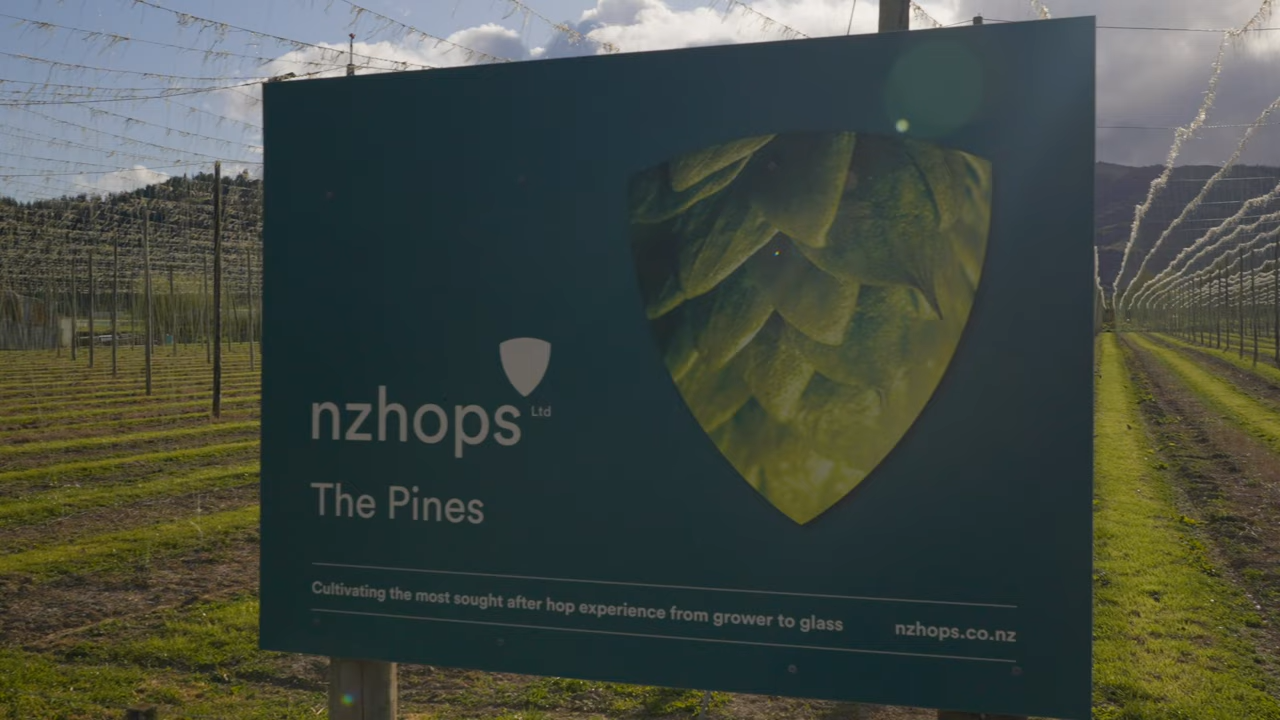 nzhops Ltd
The Pines
Cultivating the most sought after hop experience from grower to glass
nzhops.co.nz